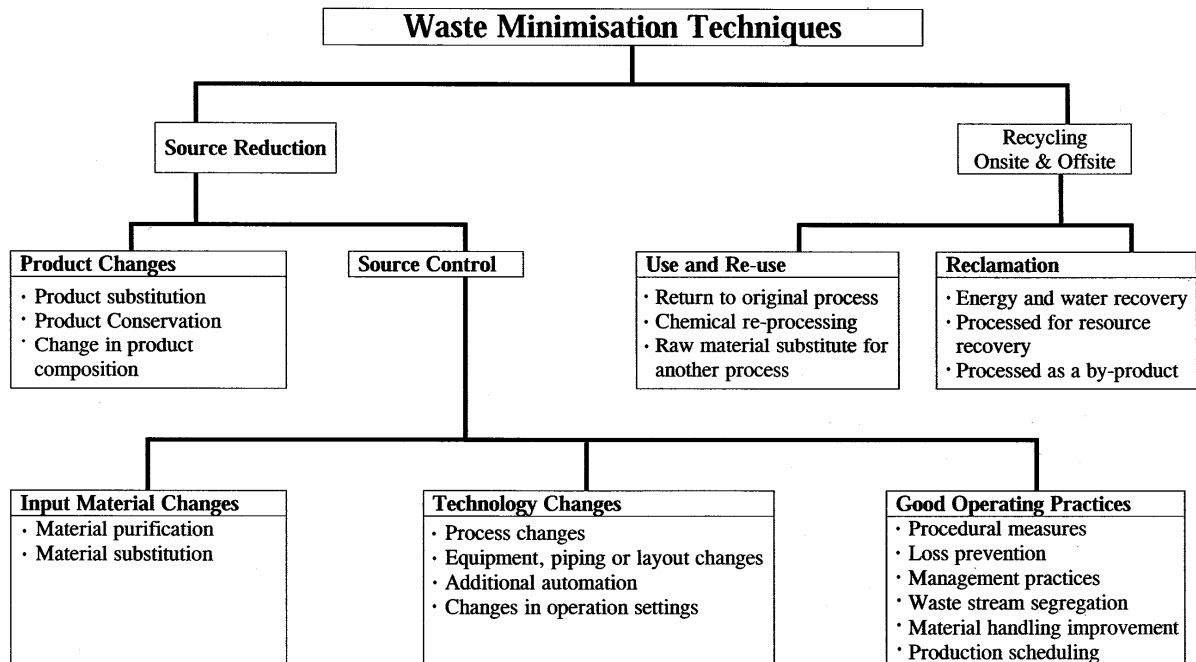 Waste Minimisation Techniques
Source Reduction
Recycling
Onsite & Offsite
Product Changes
· Product substitution
· Product Conservation
· Change in product
composition
Source Control
Use and Re-use
· Return to original process
· Chemical re-processing
· Raw material substitute for
another process
Reclamation
· Energy and water recovery
· Processed for resource
recovery
· Processed as a by-product
Input Material Changes
· Material purification
· Material substitution
Technology Changes
· Process changes
· Equipment, piping or layout changes
· Additional automation
· Changes in operation settings
Good Operating Practices
· Procedural measures
· Loss prevention
· Management practices
· Waste stream segregation
· Material handling improvement
· Production scheduling